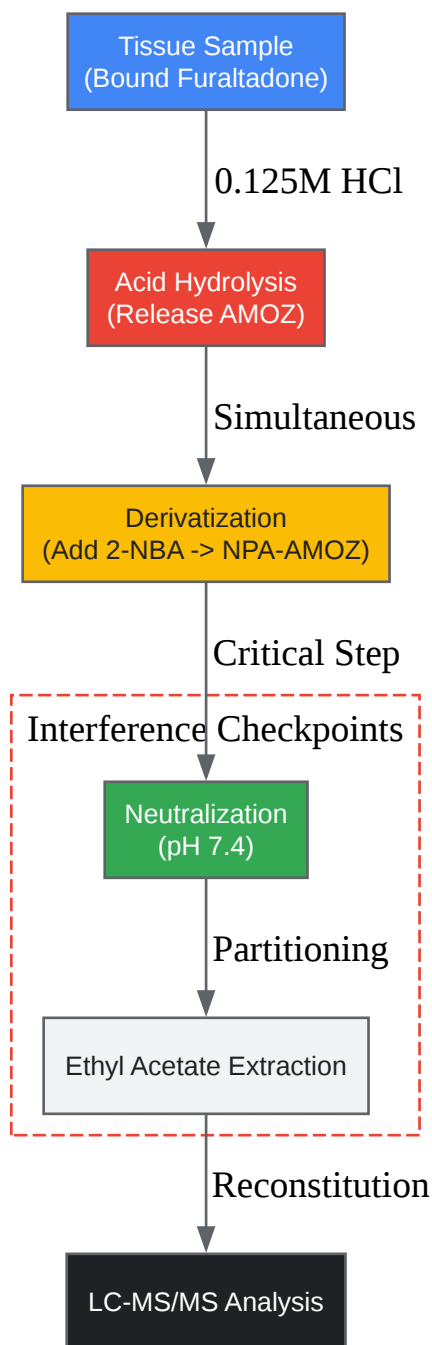 Tissue Sample
(Bound Furaltadone)
0.125M HCl
Acid Hydrolysis
(Release AMOZ)
Simultaneous
Derivatization
(Add 2-NBA -> NPA-AMOZ)
Critical Step
Interference Checkpoints
Neutralization
(pH 7.4)
Partitioning
Ethyl Acetate Extraction
Reconstitution
LC-MS/MS Analysis